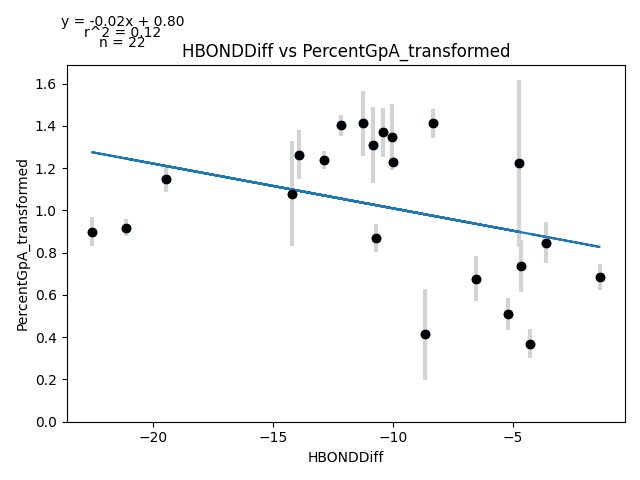 y = -0.02x + 0.80
r^2 = 0.12
n = 22
HBONDDiff vs PercentGpA_transformed
PercentGpA_transformed
1.6
1.4
1.2
1.0
0.8
0.6
0.4
0.2
0.0
−20
−15
−10
−5
HBONDDiff